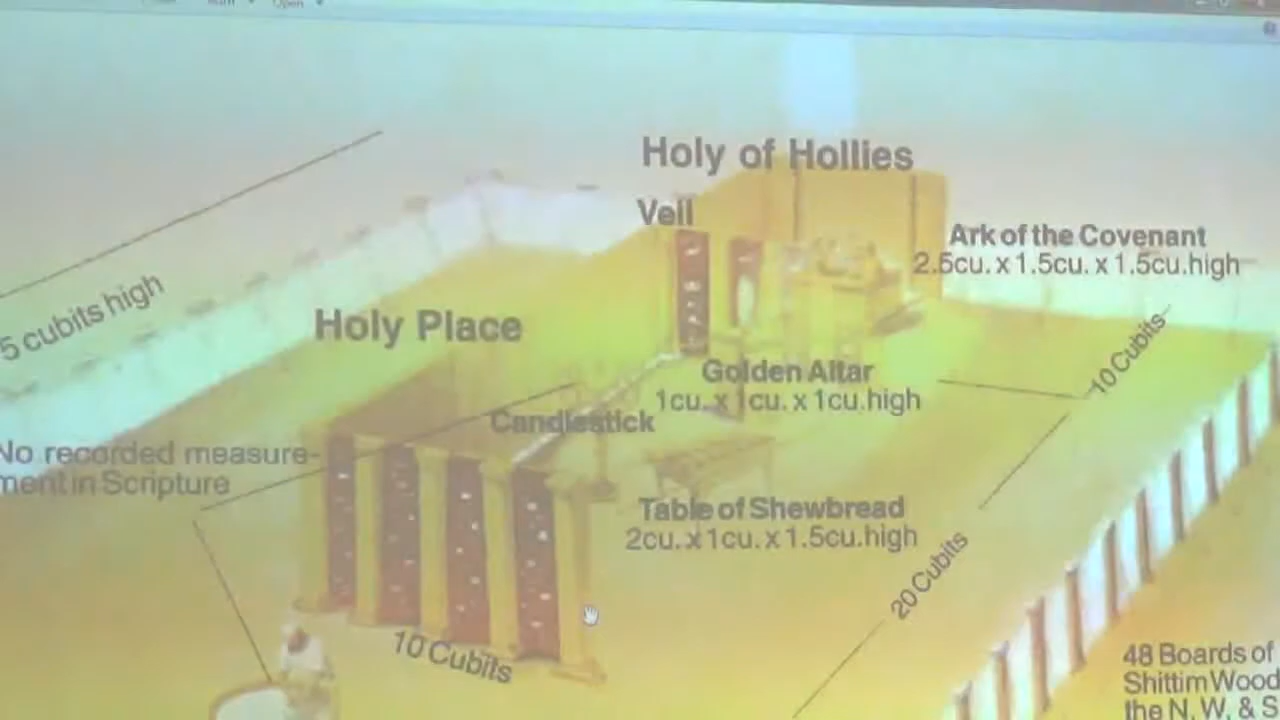 Open
Holy of Hollies
Veil
Ark of the Covenant
2.5cu. x 1.5cu. x 1.5cu.high
5 cubits high
Holy Place
10 Cubits
Golden Altar
1cu. x 1cu. x 1cu.high
Candlestick
No recorded measure-
ment in Scripture
Table of Shewbread
2cu. x 1cu. x 1.5cu.high
20 Cubits
10 Cubits
48 Boards of
Shittim Wood
the N, W, & S